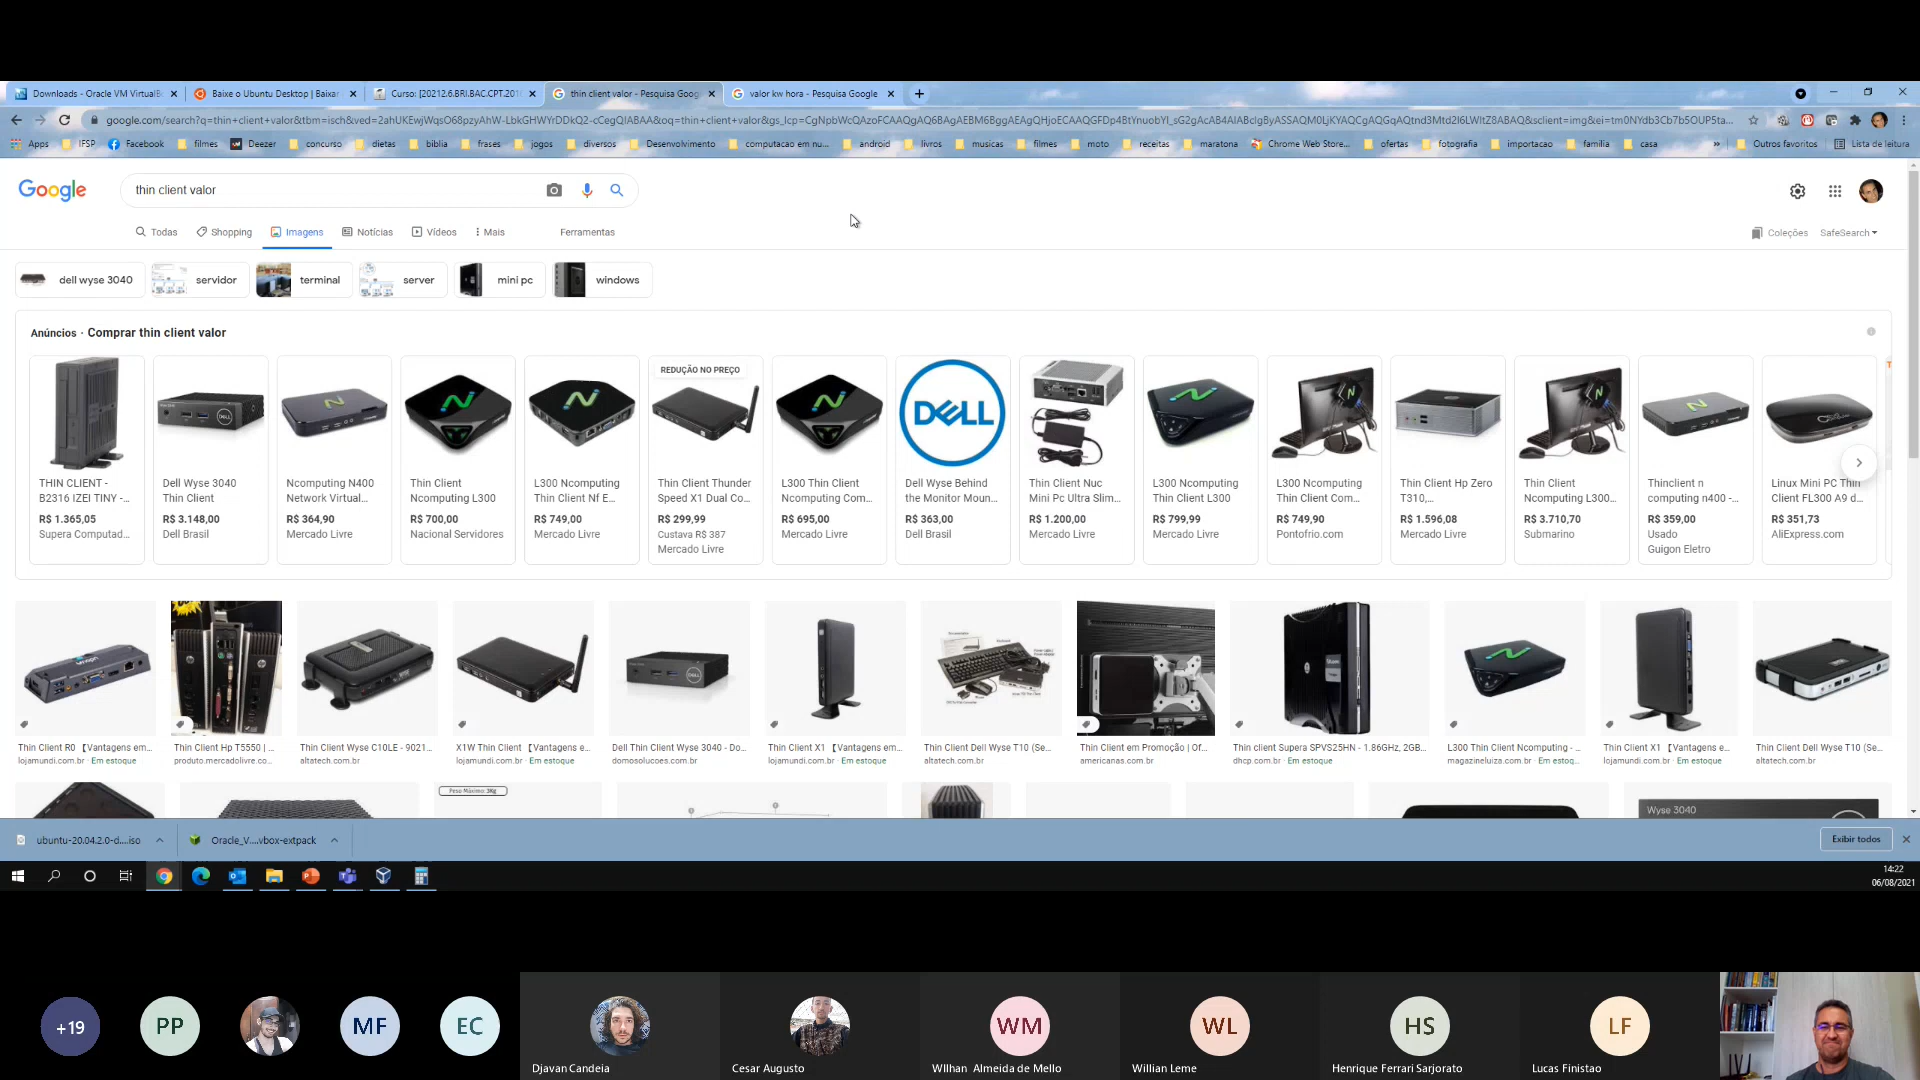 Downloads - Oracle VM VirtualBo
Baixe o Ubuntu Desktop | Baixar
Curso: [20212.6.BRI.BAC.CPT.201
thin client valor - Pesquisa Goog
valor kw hora - Pesquisa Google
Apps
IFSP
Facebook
filmes
Deezer
concurso
dietas
biblia
frases
jogos
diversos
Desenvolvimento
computacao em nu...
android
livros
musicas
filmes
moto
receitas
maratona
Chrome Web Store...
ofertas
fotografia
importacao
familia
casa
»
Outros favoritos
Lista de leitura
Google
thin client valor
Todas
Shopping
Imagens
Notícias
Vídeos
Mais
Ferramentas
Coleções
SafeSearch
dell wyse 3040
servidor
terminal
server
mini pc
windows
Anúncios · Comprar thin client valor
THIN CLIENT -
B2316 IZEI TINY -...
R$ 1.365,05
Supera Computad...
Dell Wyse 3040
Thin Client
R$ 3.148,00
Dell Brasil
Ncomputing N400
Network Virtual...
R$ 364,90
Mercado Livre
Thin Client
Ncomputing L300
R$ 700,00
Nacional Servidores
L300 Ncomputing
Thin Client Nf E...
R$ 749,00
Mercado Livre
REDUÇÃO NO PREÇO
Thin Client Thunder
Speed X1 Dual Co...
R$ 299,99
Custava R$ 387
Mercado Livre
L300 Thin Client
Ncomputing Com...
R$ 695,00
Mercado Livre
DELL
Dell Wyse Behind
the Monitor Moun...
R$ 363,00
Dell Brasil
Thin Client Nuc
Mini Pc Ultra Slim...
R$ 1.200,00
Mercado Livre
L300 Ncomputing
Thin Client L300
R$ 799,99
Mercado Livre
L300 Ncomputing
Thin Client Com...
R$ 749,90
Pontofrio.com
Thin Client Hp Zero
T310,...
R$ 1.596,08
Mercado Livre
Thin Client
Ncomputing L300...
R$ 3.710,70
Submarino
Thinclient n
computing n400 -...
R$ 359,00
Usado
Guigon Eletro
Linux Mini PC Thin
Client FL300 A9 d...
R$ 351,73
AliExpress.com
Thin Client R0 【Vantagens em...
lojamundi.com.br · Em estoque
Thin Client Hp T5550 | ...
produto.mercadolivre.co...
Thin Client Wyse C10LE - 9021...
altatech.com.br
X1W Thin Client 【Vantagens e...
lojamundi.com.br · Em estoque
Dell Thin Client Wyse 3040 - Do...
domosolucoes.com.br
Thin Client X1 【Vantagens em...
lojamundi.com.br · Em estoque
Thin Client Dell Wyse T10 (Se...
altatech.com.br
Thin Client em Promoção | Of...
americanas.com.br
Thin client Supera SPVS25HN - 1.86GHz, 2GB...
dhcp.com.br · Em estoque
L300 Thin Client Ncomputing - ...
magazineluiza.com.br · Em estoq...
Thin Client X1 【Vantagens e...
lojamundi.com.br · Em estoque
Thin Client Dell Wyse T10 (Se...
altatech.com.br
Peso Máximo: 3Kg
Wyse 3040
ubuntu-20.04.2.0-d....iso
Oracle_V....vbox-extpack
Exibir todos
14:22
06/08/2021
+19
PP
MF
EC
Djavan Candeia
Cesar Augusto
WM
WIlhan Almeida de Mello
WL
Willian Leme
HS
Henrique Ferrari Sarjorato
LF
Lucas Finistao